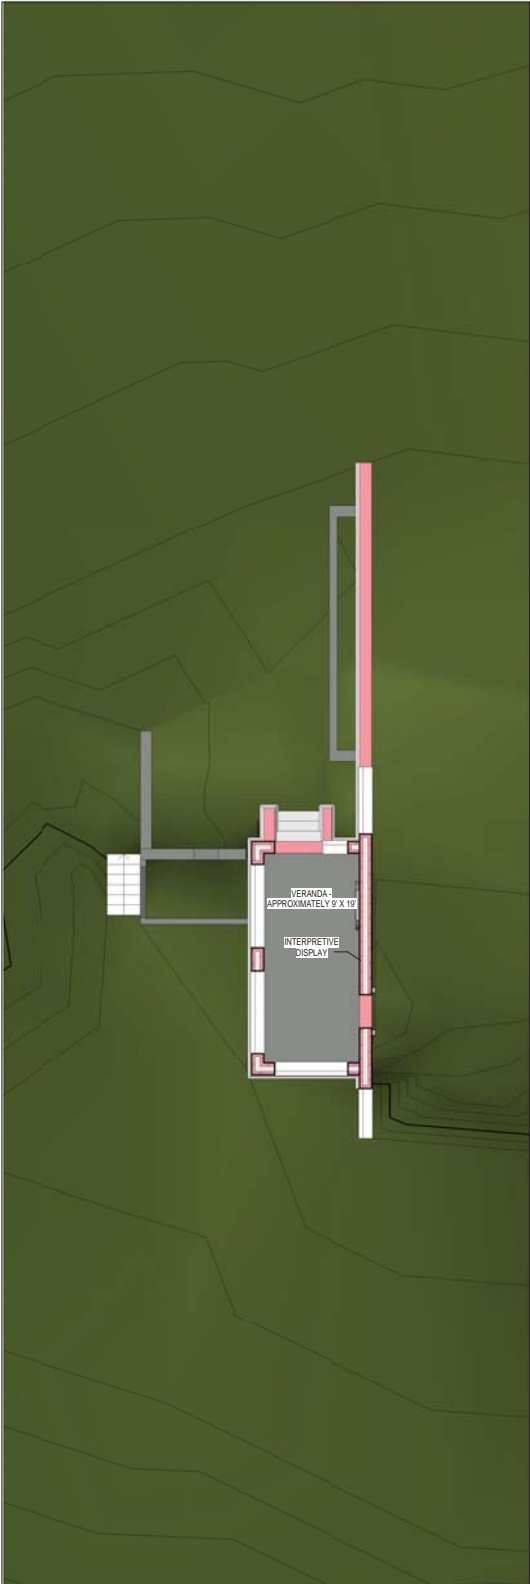 VERANDA -
APPROXIMATELY 9' X 19'
INTERPRETIVE
DISPLAY